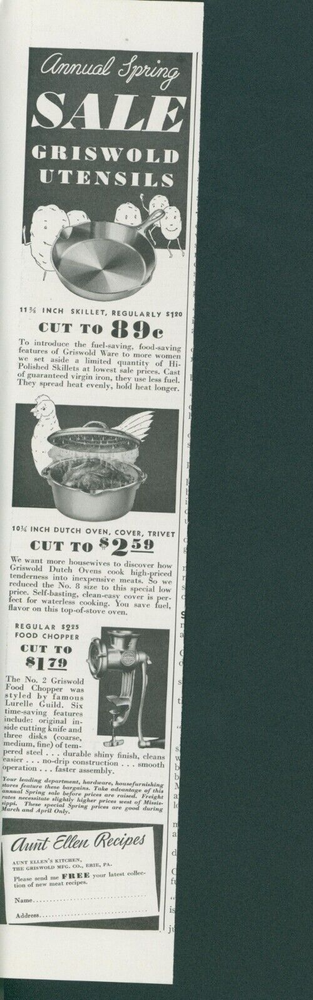 Annual Spring
SALE
GRISWOLD
UTENSILS
11¾ INCH SKILLET, REGULARLY $1 20
CUT TO 89c
To introduce the fuel-saving, food-saving
features of Griswold Ware to more women
we set aside a limited quantity of Hi-
Polished Skillets at lowest sale prices. Cast
of guaranteed virgin iron, they use less fuel.
They spread heat evenly, hold heat longer.
10¼ INCH DUTCH OVEN, COVER, TRIVET
CUT TO $2 59
We want more housewives to discover how
Griswold Dutch Ovens cook high-priced
tenderness into inexpensive meats. So we
reduced the No. 8 size to this special low
price. Self-basting, clean-easy cover is per-
fect for waterless cooking. You save fuel,
flavor on this top-of-stove oven.
REGULAR $2 25
FOOD CHOPPER
CUT TO
$1 79
The No. 2 Griswold
Food Chopper was
styled by famous
Lurelle Guild. Six
time-saving features
include: original in-
side cutting knife and
three disks (coarse,
medium, fine) of tem-
pered steel . . . durable shiny finish, cleans
easier . . . no-drip construction . . . smooth
operation . . . faster assembly.
Your leading department, hardware, housefurnishing
stores feature these bargains. Take advantage of this
annual Spring sale before prices are raised. Freight
rates necessitate slightly higher prices west of Missis-
sippi. These special Spring prices are good during
March and April Only.
Aunt Ellen Recipes
AUNT ELLEN'S KITCHEN,
THE GRISWOLD MFG. CO., ERIE, PA.
Please send me FREE your latest collec-
tion of new meat recipes.
Name
Address